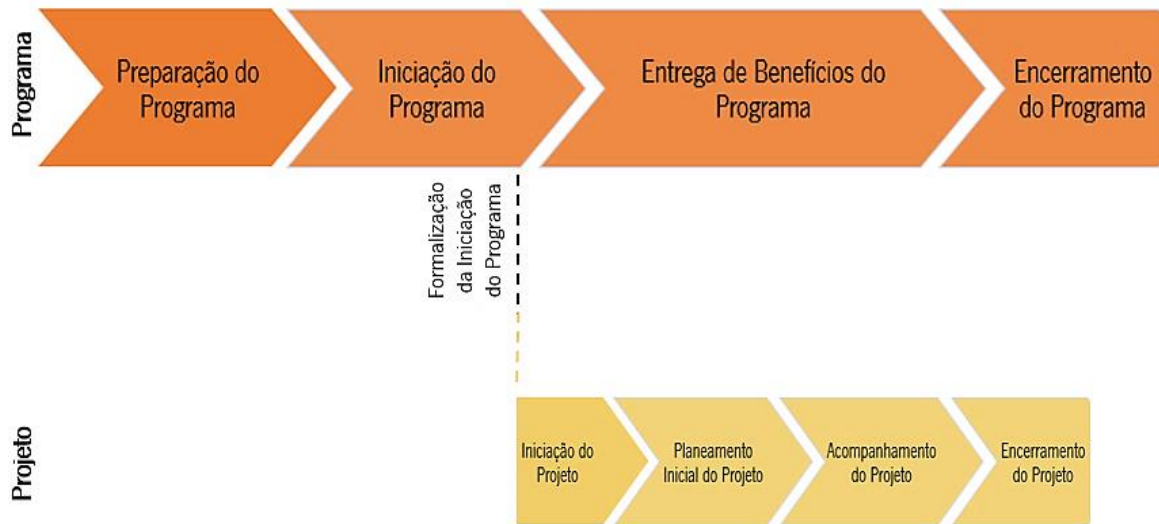 Programa
Preparação do
Programa
Iniciação do
Programa
Entrega de Benefícios do
Programa
Encerramento
do Programa
Formalização
da Iniciação
do Programa
Projeto
Iniciação do
Projeto
Planeamento
Inicial do Projeto
Acompanhamento
do Projeto
Encerramento
do Projeto